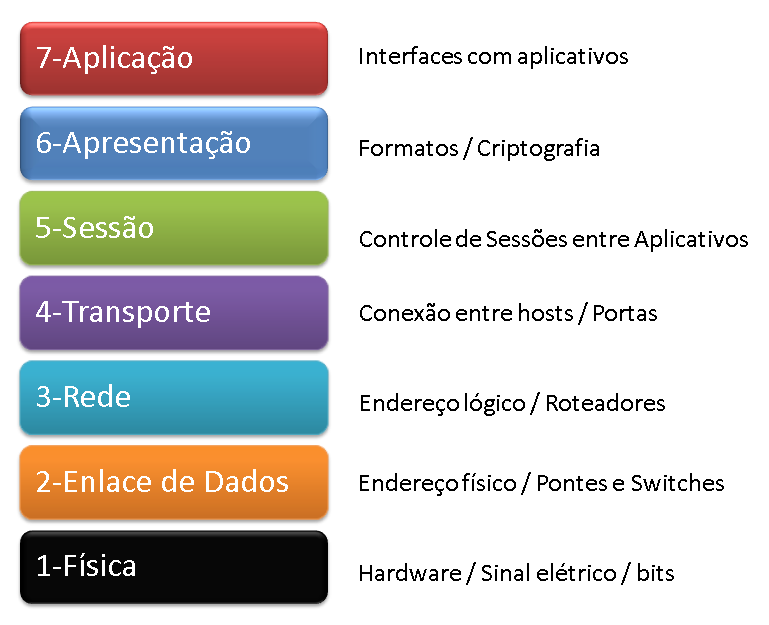 7-Aplicação
Interfaces com aplicativos
6-Apresentação
Formatos / Criptografia
5-Sessão
Controle de Sessões entre Aplicativos
4-Transporte
Conexão entre hosts / Portas
3-Rede
Endereço lógico / Roteadores
2-Enlace de Dados
Endereço físico / Pontes e Switches
1-Física
Hardware / Sinal elétrico / bits